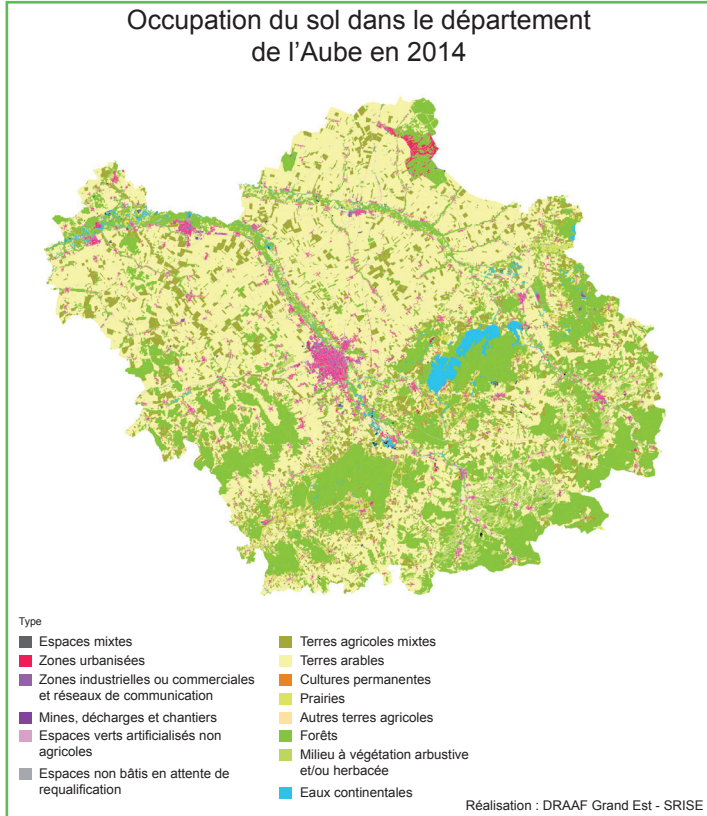 Occupation du sol dans le département
de l'Aube en 2014
Type
Espaces mixtes
Zones urbanisées
Zones industrielles ou commerciales
et réseaux de communication
Mines, décharges et chantiers
Espaces verts artificialisés non
agricoles
Espaces non bâtis en attente de
requalification
Terres agricoles mixtes
Terres arables
Cultures permanentes
Prairies
Autres terres agricoles
Forêts
Milieu à végétation arbustive
et/ou herbacée
Eaux continentales
Réalisation : DRAAF Grand Est - SRISE